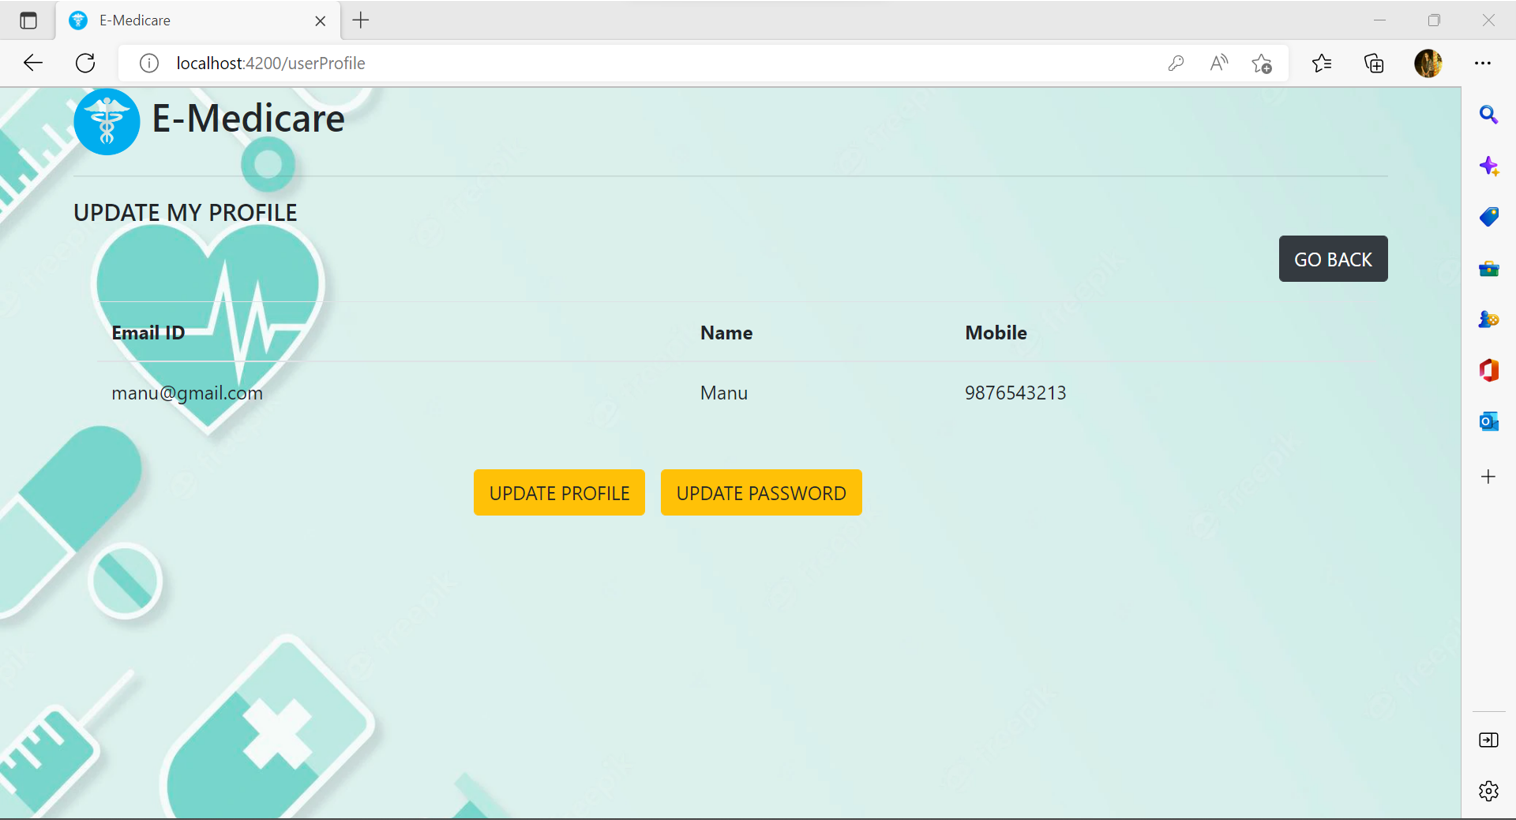 E-Medicare
localhost:4200/userProfile
E-Medicare
UPDATE MY PROFILE
GO BACK
Email ID Name Mobile
manu@gmail.com Manu 9876543213
UPDATE PROFILE UPDATE PASSWORD